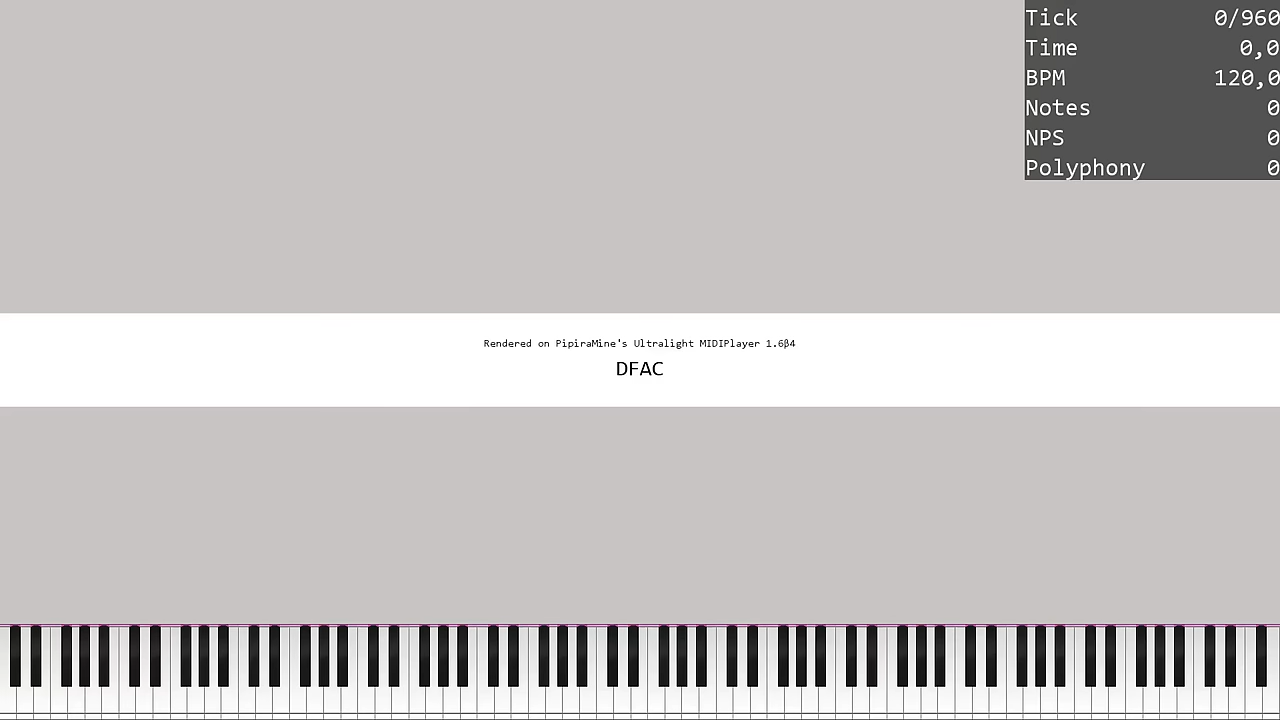 Tick 0/960
Time 0,0
BPM 120,0
Notes 0
NPS 0
Polyphony 0
Rendered on PipiraMine's Ultralight MIDIPlayer 1.6β4
DFAC